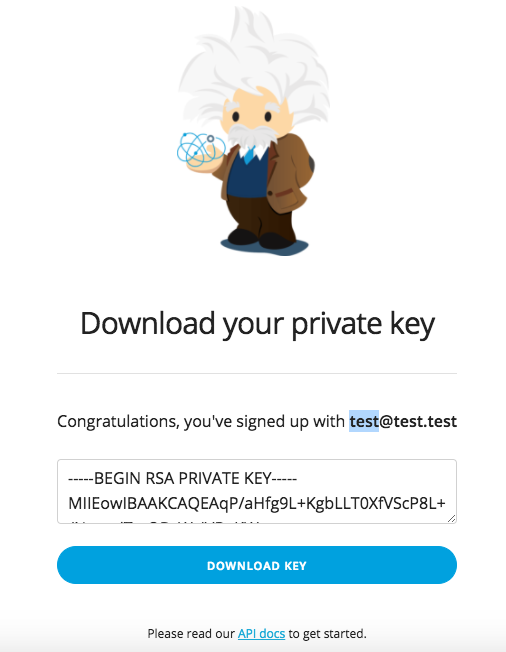 Download your private key
Congratulations, you've signed up with test@test.test
-----BEGIN RSA PRIVATE KEY-----
MIIEowIBAAKCAQEAqP/aHfg9L+KgbLLT0XfVScP8L+
DOWNLOAD KEY
Please read our API docs to get started.